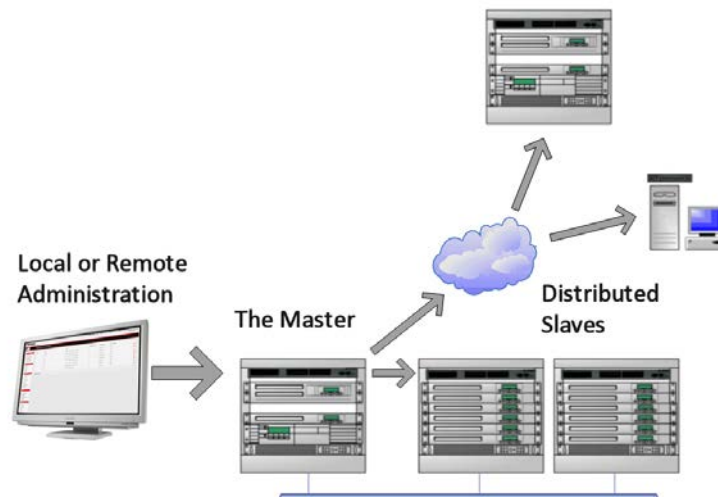 Local or Remote
Administration
The Master
Distributed
Slaves